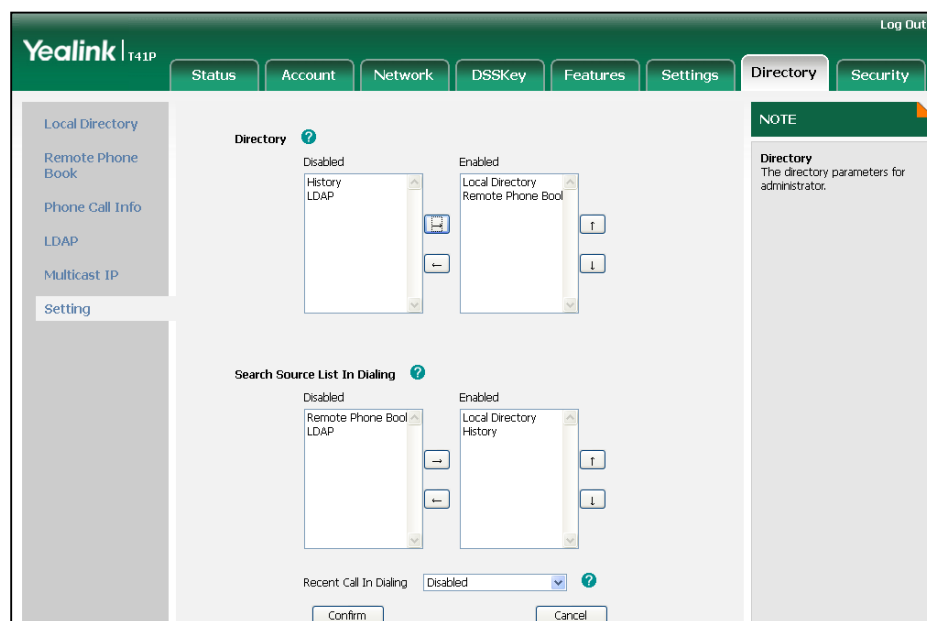 Log Out
Yealink | T41P
Status Account Network DSSKey Features Settings Directory Security
Local Directory
Remote Phone
Book
Phone Call Info
LDAP
Multicast IP
Setting
Directory ?
Disabled Enabled
History
LDAP
→
←
Local Directory
Remote Phone Bool
↑
↓
Search Source List In Dialing ?
Disabled Enabled
Remote Phone Bool
LDAP
→
←
Local Directory
History
↑
↓
Recent Call In Dialing Disabled ?
Confirm Cancel
NOTE
Directory
The directory parameters for
administrator.